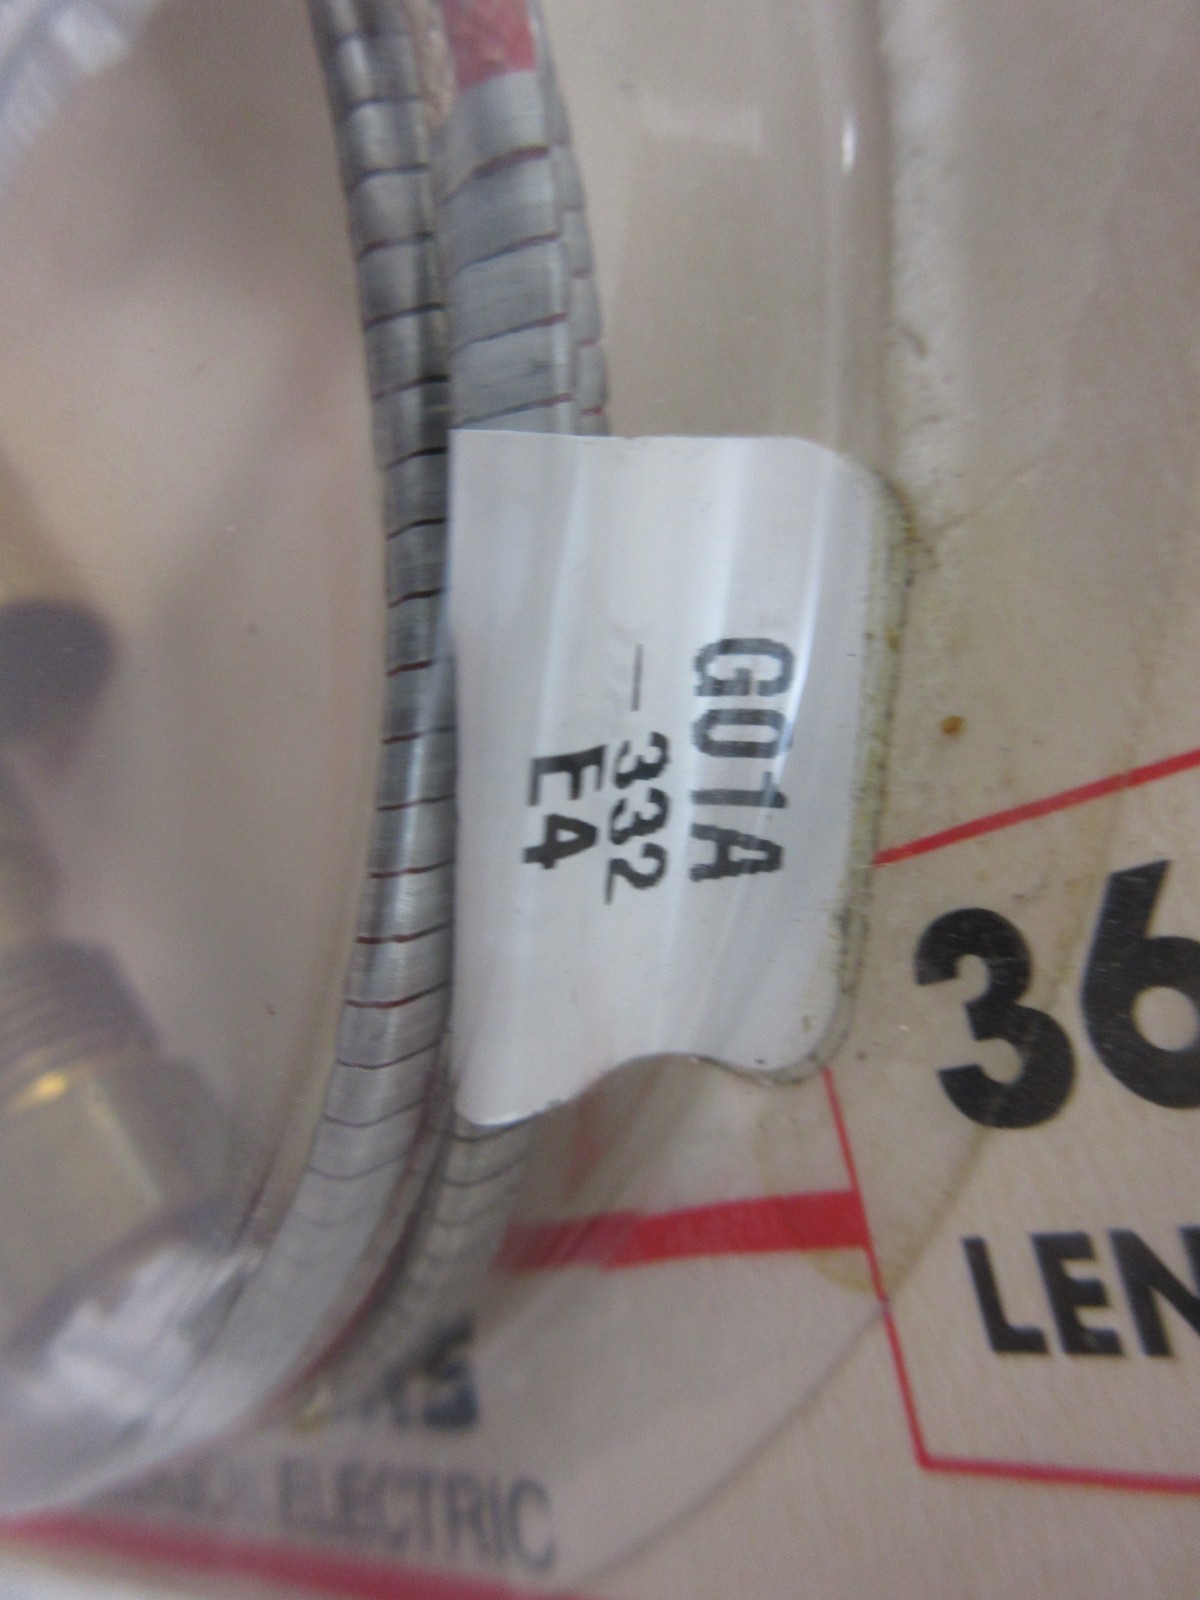 G01A
-332
E4
36
LEN
ELECTRIC